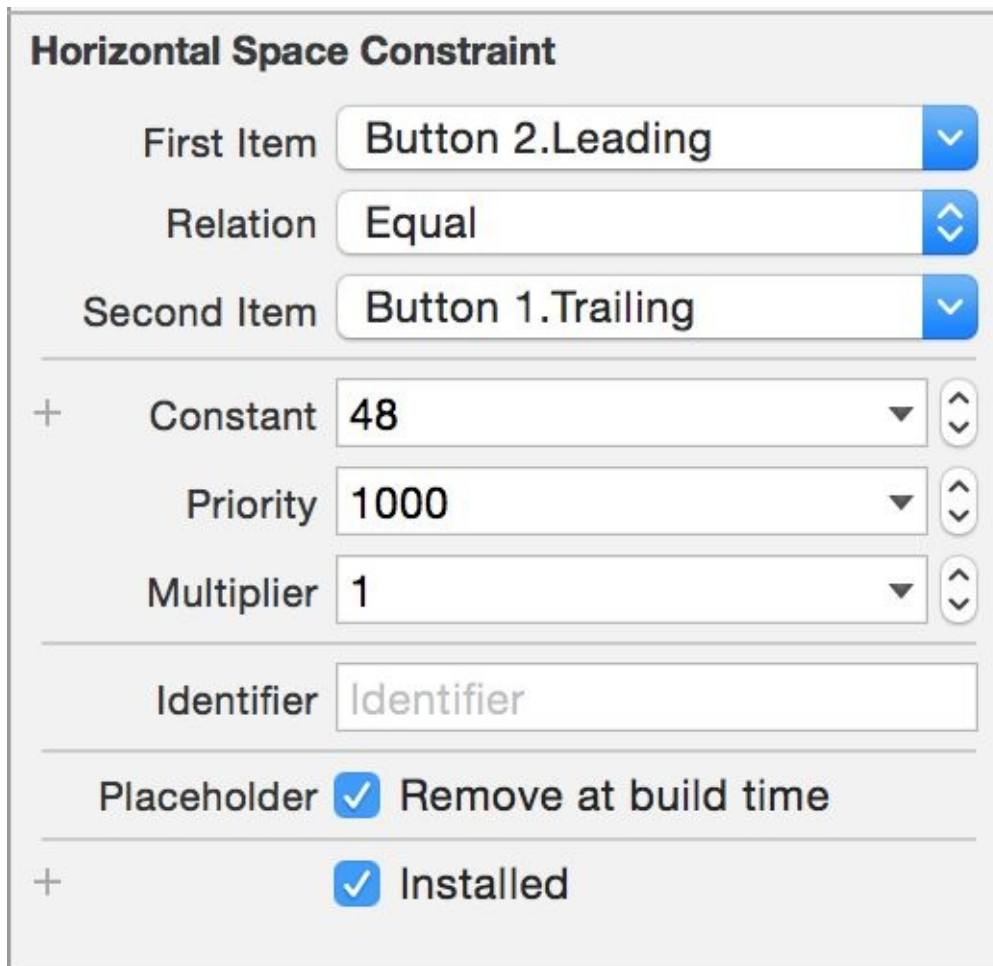 Horizontal Space Constraint
First Item Button 2.Leading
Relation Equal
Second Item Button 1.Trailing
+ Constant 48
Priority 1000
Multiplier 1
Identifier Identifier
Placeholder Remove at build time
+ Installed